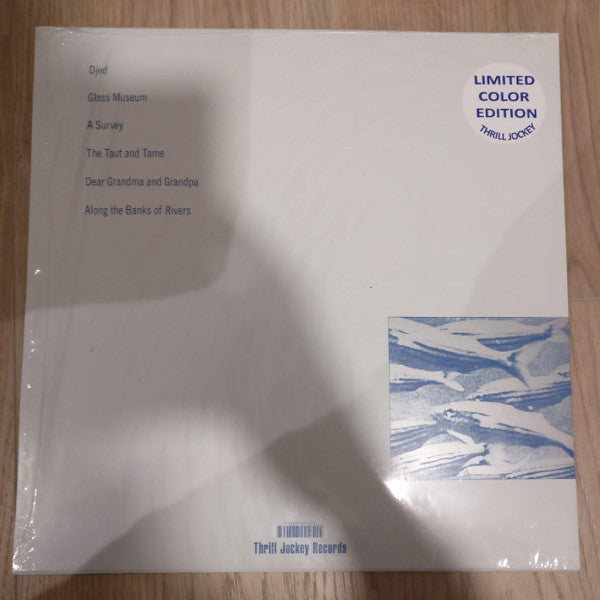 Djed
Glass Museum
A Survey
The Taut and Tame
Dear Grandma and Grandpa
Along the Banks of Rivers
LIMITED
COLOR
EDITION
THRILL JOCKEY
Thrill Jockey Records